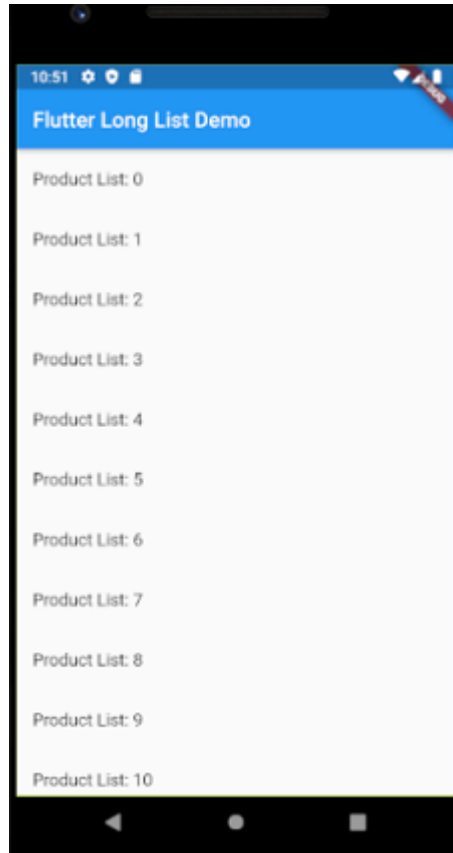 10:51
DEBUG
Flutter Long List Demo
Product List: 0
Product List: 1
Product List: 2
Product List: 3
Product List: 4
Product List: 5
Product List: 6
Product List: 7
Product List: 8
Product List: 9
Product List: 10